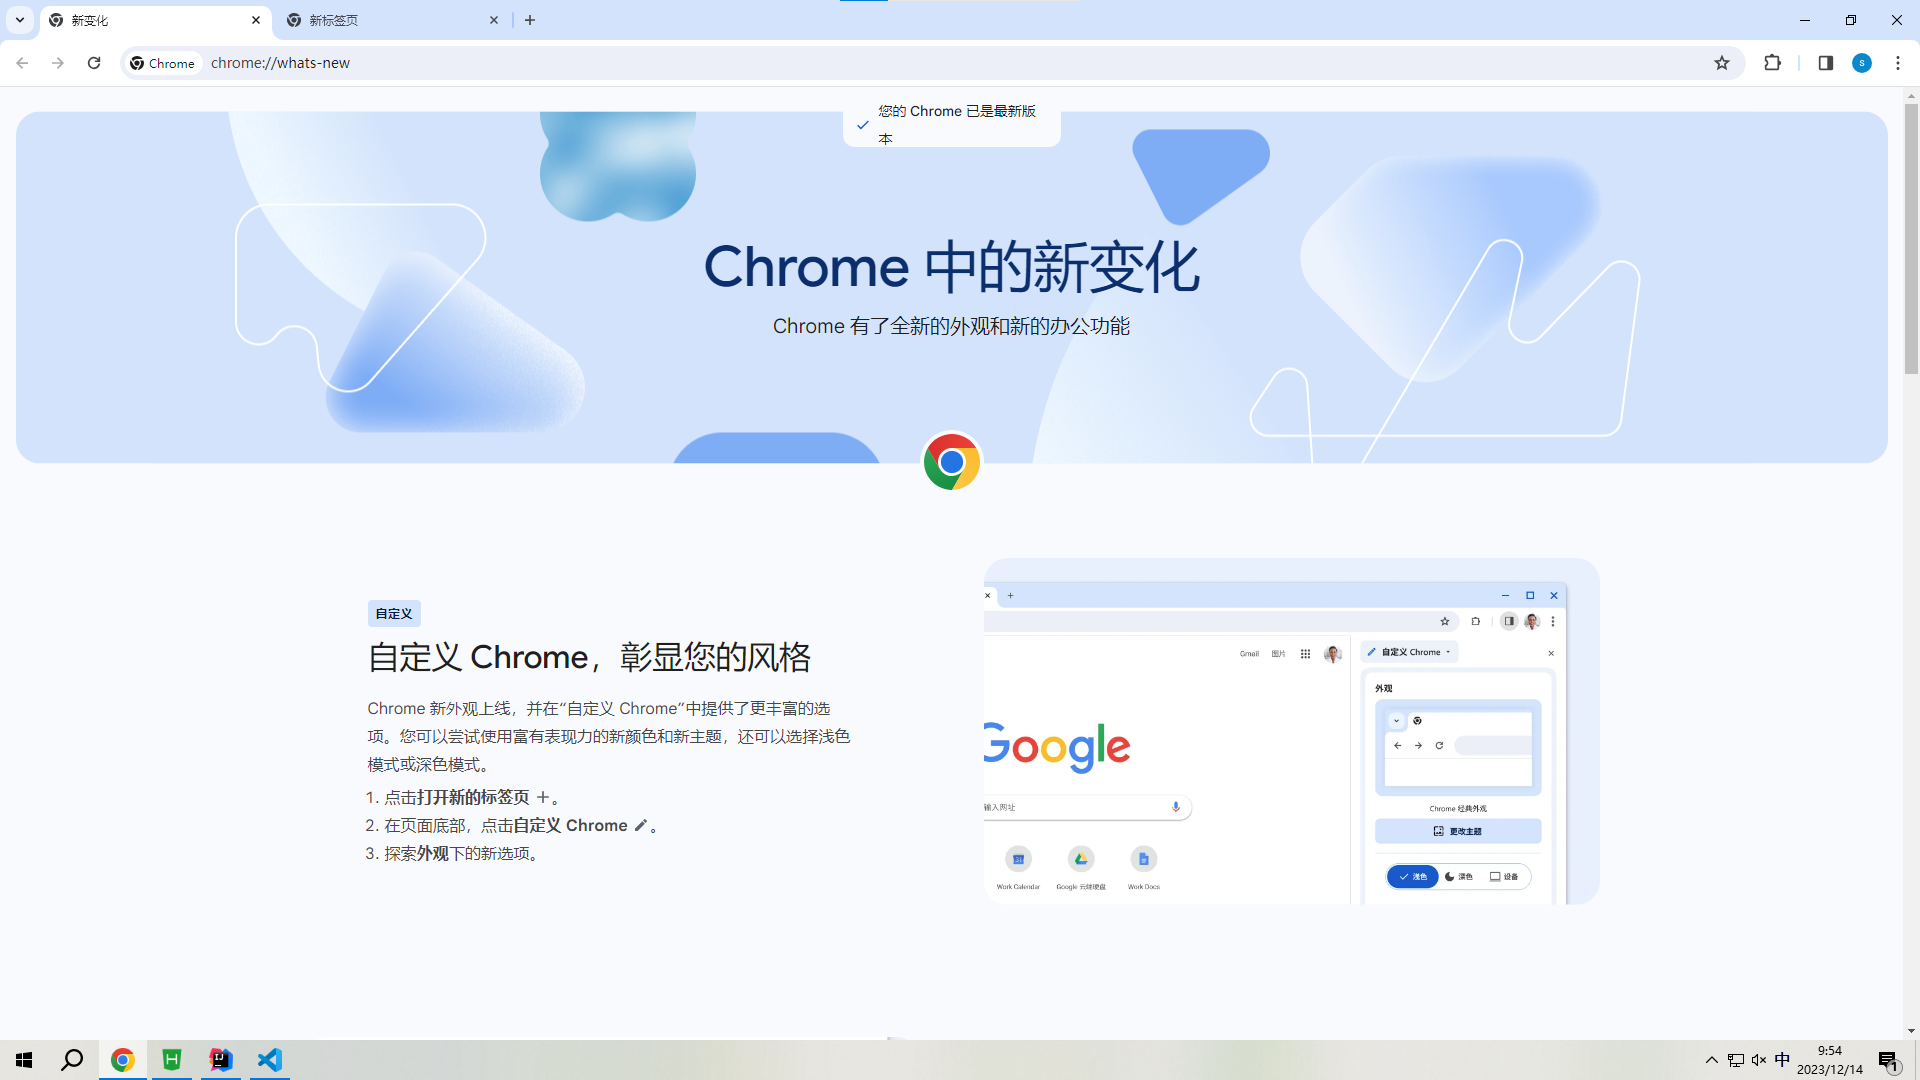 新变化
新标签页
Chrome
chrome://whats-new
S
您的 Chrome 已是最新版
本
Chrome 中的新变化
Chrome 有了全新的外观和新的办公功能
自定义
自定义 Chrome，彰显您的风格
Chrome 新外观上线，并在“自定义 Chrome”中提供了更丰富的选
项。您可以尝试使用富有表现力的新颜色和新主题，还可以选择浅色
模式或深色模式。
1. 点击打开新的标签页 +。
2. 在页面底部，点击自定义 Chrome 。
3. 探索外观下的新选项。
Gmail 图片
自定义 Chrome
外观
Google
输入网址
Chrome 经典外观
更改主题
Work Calendar
Google 云端硬盘
Work Docs
浅色
深色
设备
中
9:54
2023/12/14
1